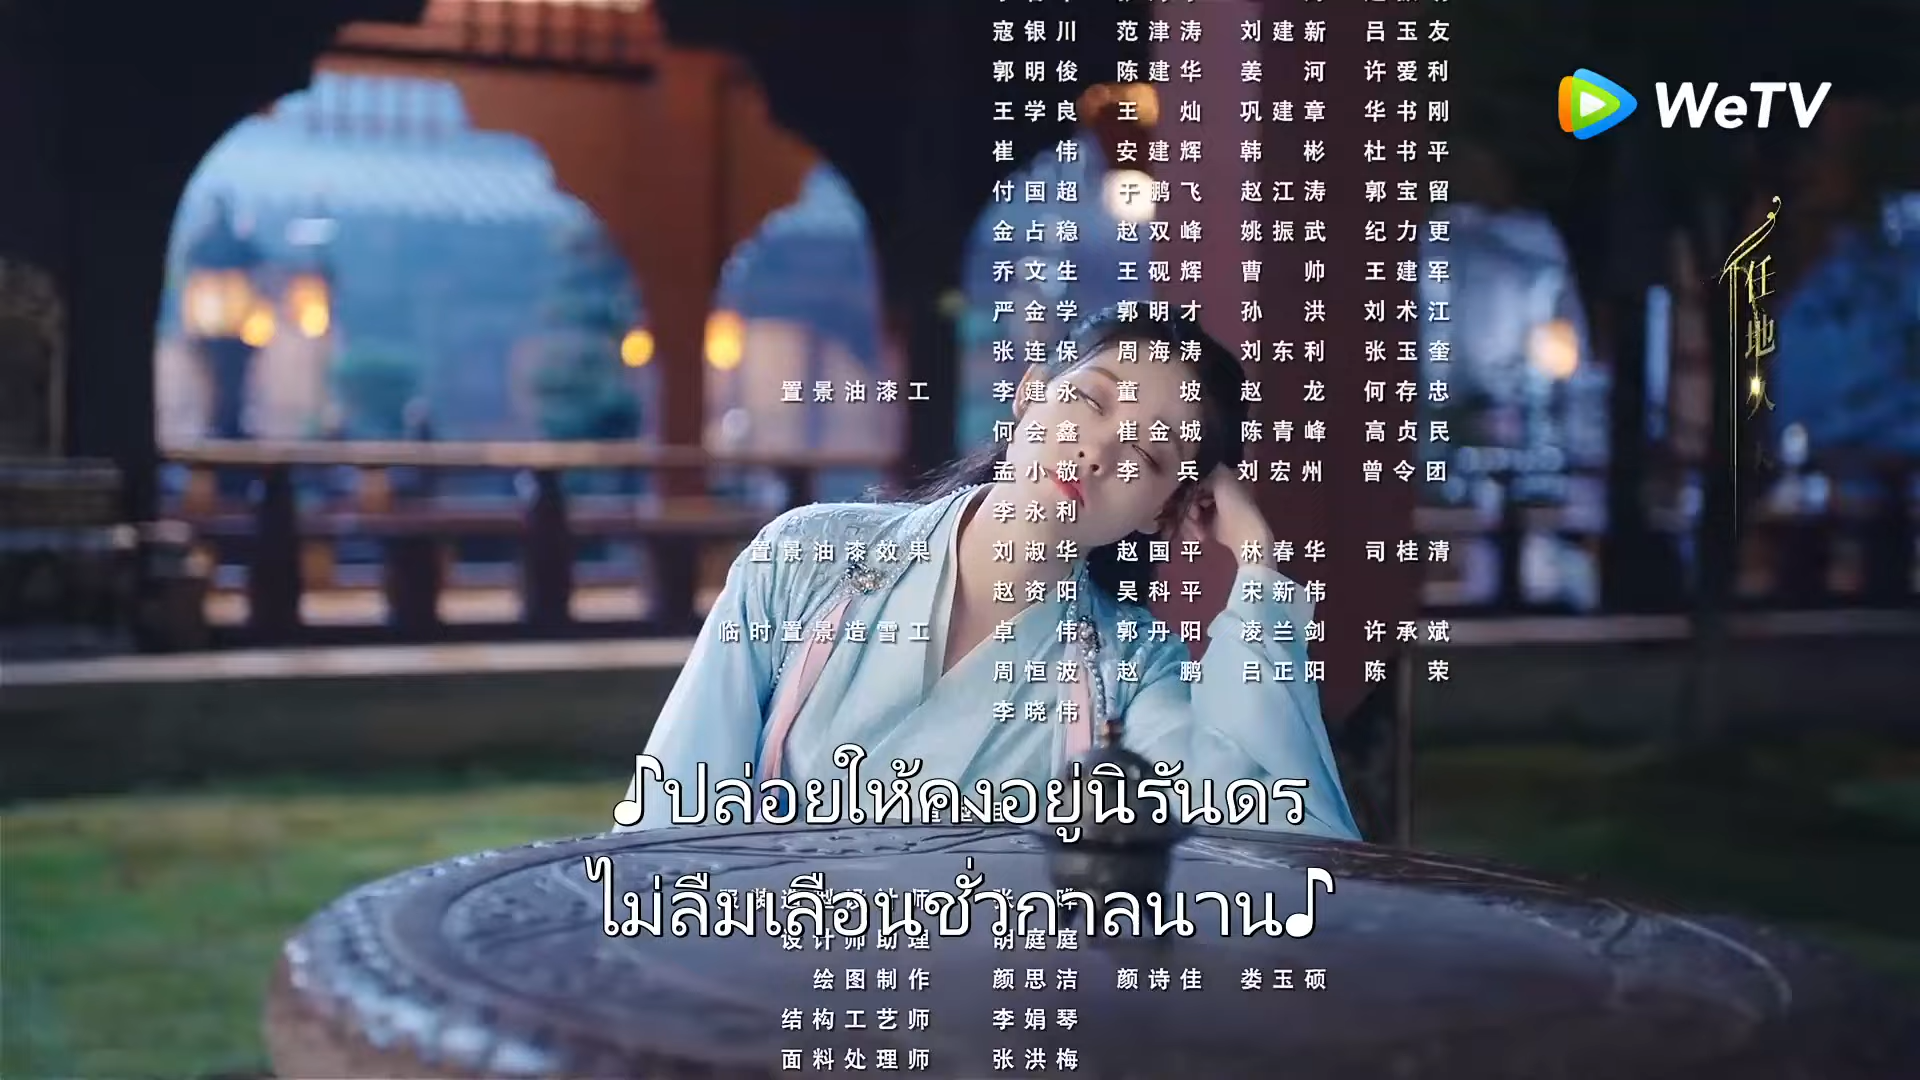 寇银川 范津涛 刘建新 吕玉友
郭明俊 陈建华 姜河 许爱利
WeTV
王学良 王灿 巩建章 华书刚
崔伟 安建辉 韩彬 杜书平
付国超 于鹏飞 赵江涛 郭宝留
金占稳 赵双峰 姚振武 纪力更
乔文生 王砚辉 曹帅 王建军
严金学 郭明才 孙洪 刘术江
张连保 周海涛 刘东利 张玉奎
置景油漆工 李建永 董坡 赵龙 何存忠
何会鑫 崔金城 陈青峰 高贞民
孟小敬 李兵 刘宏州 曾令团
李永利
置景油漆效果 刘淑华 赵国平 林春华 司桂清
赵资阳 吴科平 宋新伟
临时置景造雪工 卓伟 郭丹阳 凌兰剑 许承斌
周恒波 赵鹏 吕正阳 陈荣
李晓伟
♪ปล่อยให้คงอยู่นิรันดร
ไม่ลืมเลือนชั่วกาลนาน♪
设计师助理 胡庭庭
绘图制作 颜思洁 颜诗佳 娄玉硕
结构工艺师 李娟琴
面料处理师 张洪梅